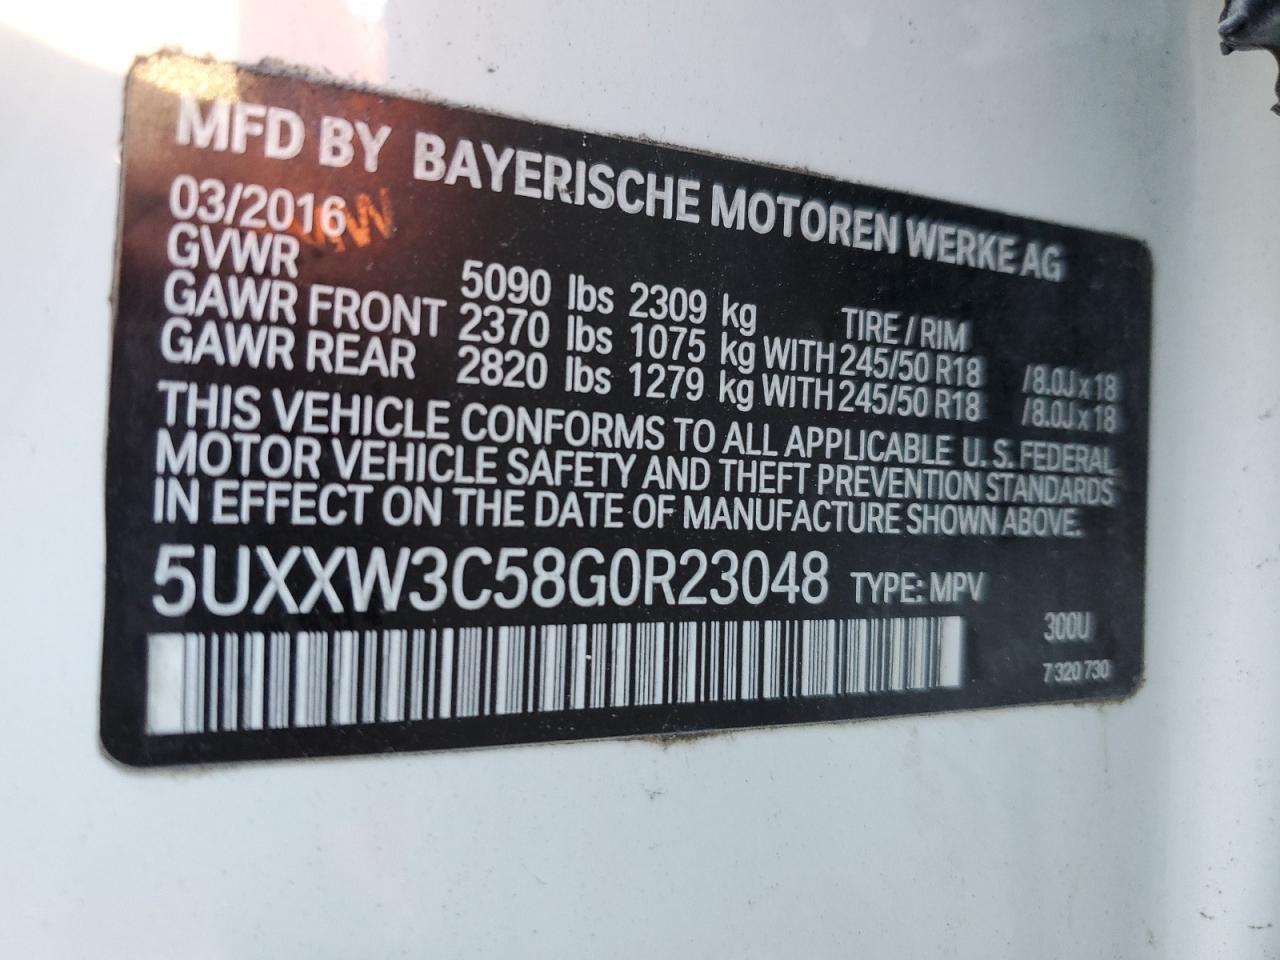 MFD BY BAYERISCHE MOTOREN WERKE AG
03/2016
GVWR 5090 lbs 2309 kg TIRE / RIM
GAWR FRONT 2370 lbs 1075 kg WITH 245/50 R18 /8.0J x 18
GAWR REAR 2820 lbs 1279 kg WITH 245/50 R18 /8.0J x 18
THIS VEHICLE CONFORMS TO ALL APPLICABLE U.S. FEDERAL
MOTOR VEHICLE SAFETY AND THEFT PREVENTION STANDARDS
IN EFFECT ON THE DATE OF MANUFACTURE SHOWN ABOVE.
5UXXW3C58G0R23048 TYPE: MPV
300U
7 320 730